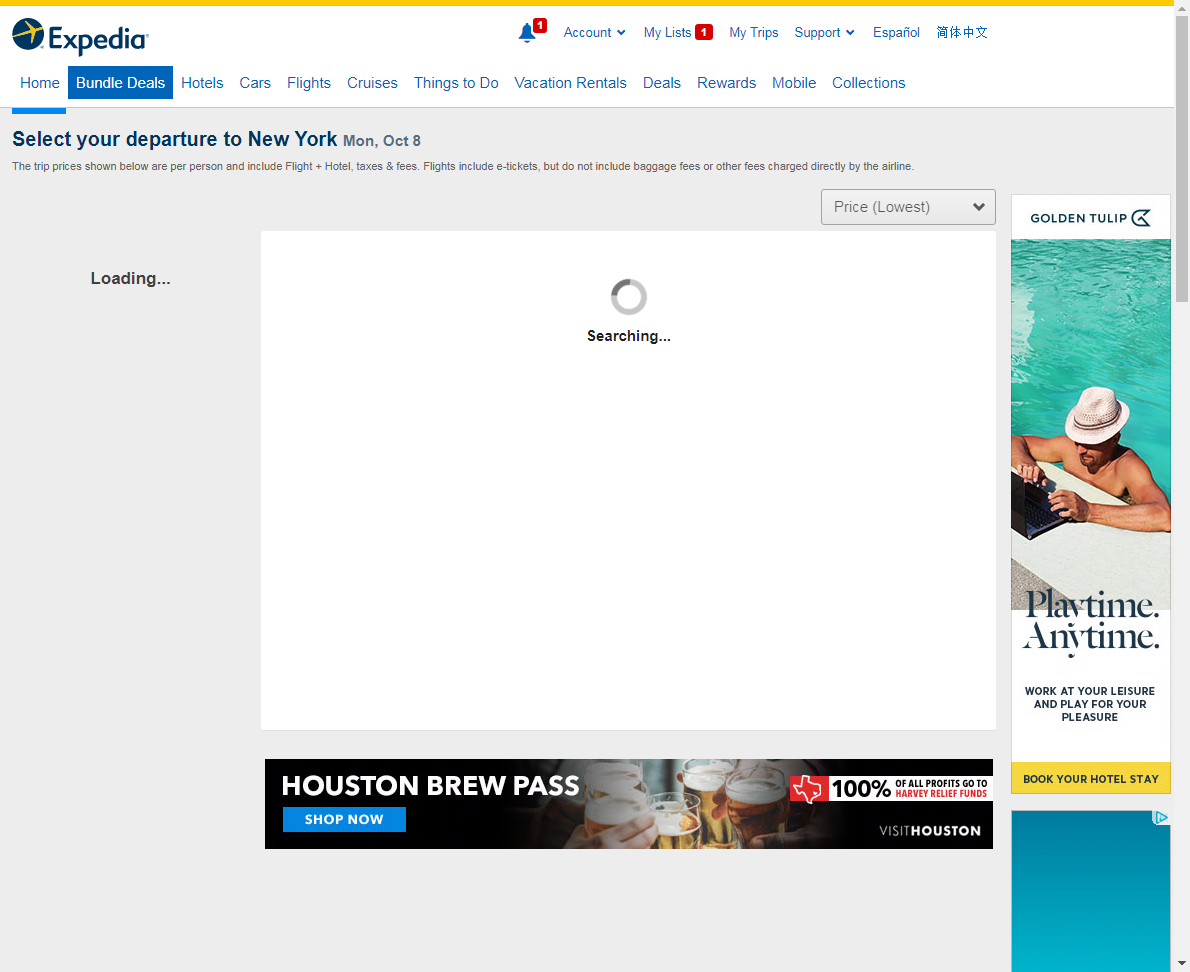 Expedia
1
Account
My Lists 1
My Trips
Support
Español
简体中文
Home
Bundle Deals
Hotels
Cars
Flights
Cruises
Things to Do
Vacation Rentals
Deals
Rewards
Mobile
Collections
Select your departure to New York Mon, Oct 8
The trip prices shown below are per person and include Flight + Hotel, taxes & fees. Flights include e-tickets, but do not include baggage fees or other fees charged directly by the airline.
Price (Lowest)
Loading...
Searching...
GOLDEN TULIP
Playtime.
Anytime.
WORK AT YOUR LEISURE
AND PLAY FOR YOUR
PLEASURE
BOOK YOUR HOTEL STAY
HOUSTON BREW PASS
SHOP NOW
100% OF ALL PROFITS GO TO
HARVEY RELIEF FUNDS
VISITHOUSTON